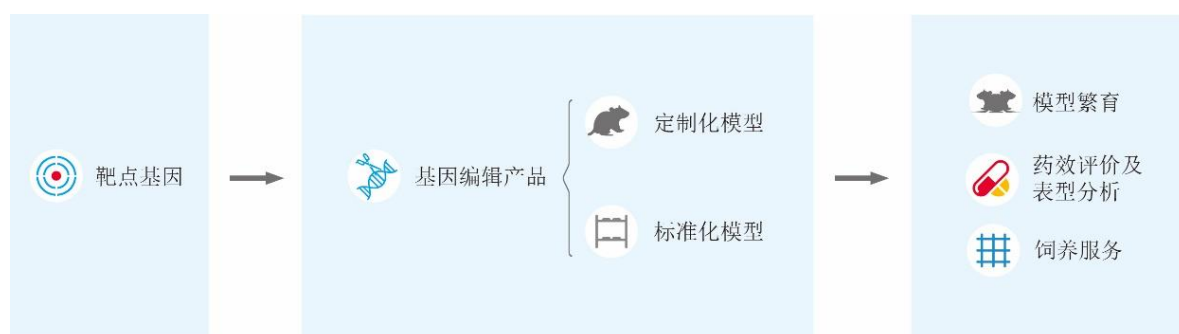 靶点基因
基因编辑产品
定制化模型
标准化模型
模型繁育
药效评价及
表型分析
饲养服务